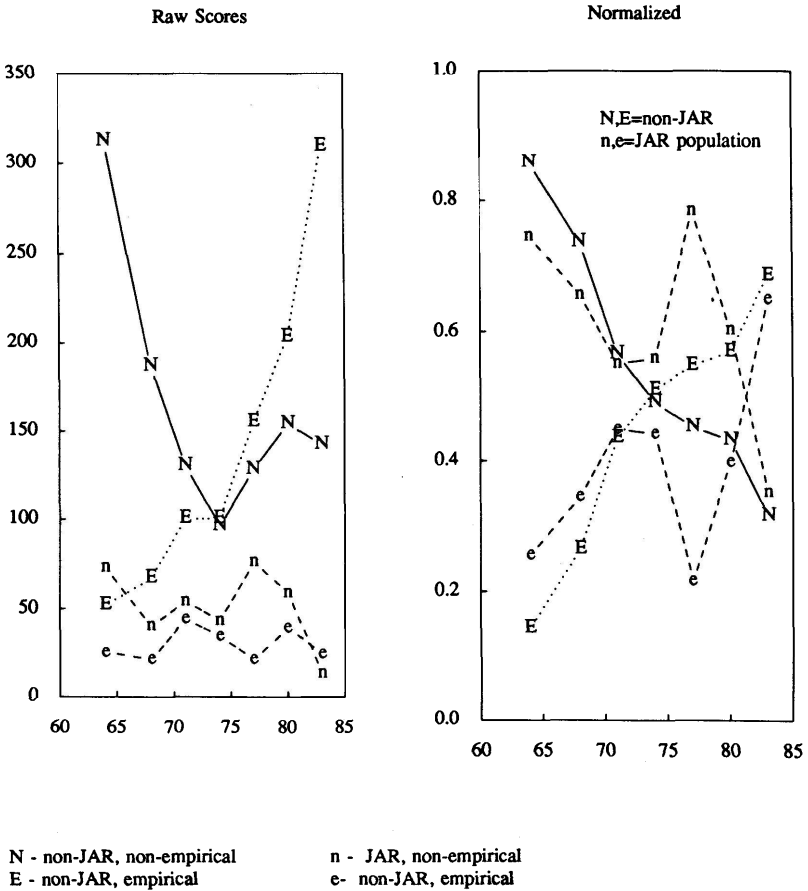 Raw Scores
350
300
250
200
150
100
50
0
60 65 70 75 80 85
N
N
N
N
N
N
N
E
E
E
E
E
E
E
n
n
n
n
n
n
n
e
e
e
e
e
e
e
Normalized
1.0
0.8
0.6
0.4
0.2
0.0
60 65 70 75 80 85
N,E=non-JAR
n,e=JAR population
N
N
N
N
N
N
N
n
n
n
n
n
n
n
E
E
E
E
E
E
E
e
e
e
e
e
e
e
N - non-JAR, non-empirical
E - non-JAR, empirical
n - JAR, non-empirical
e- non-JAR, empirical